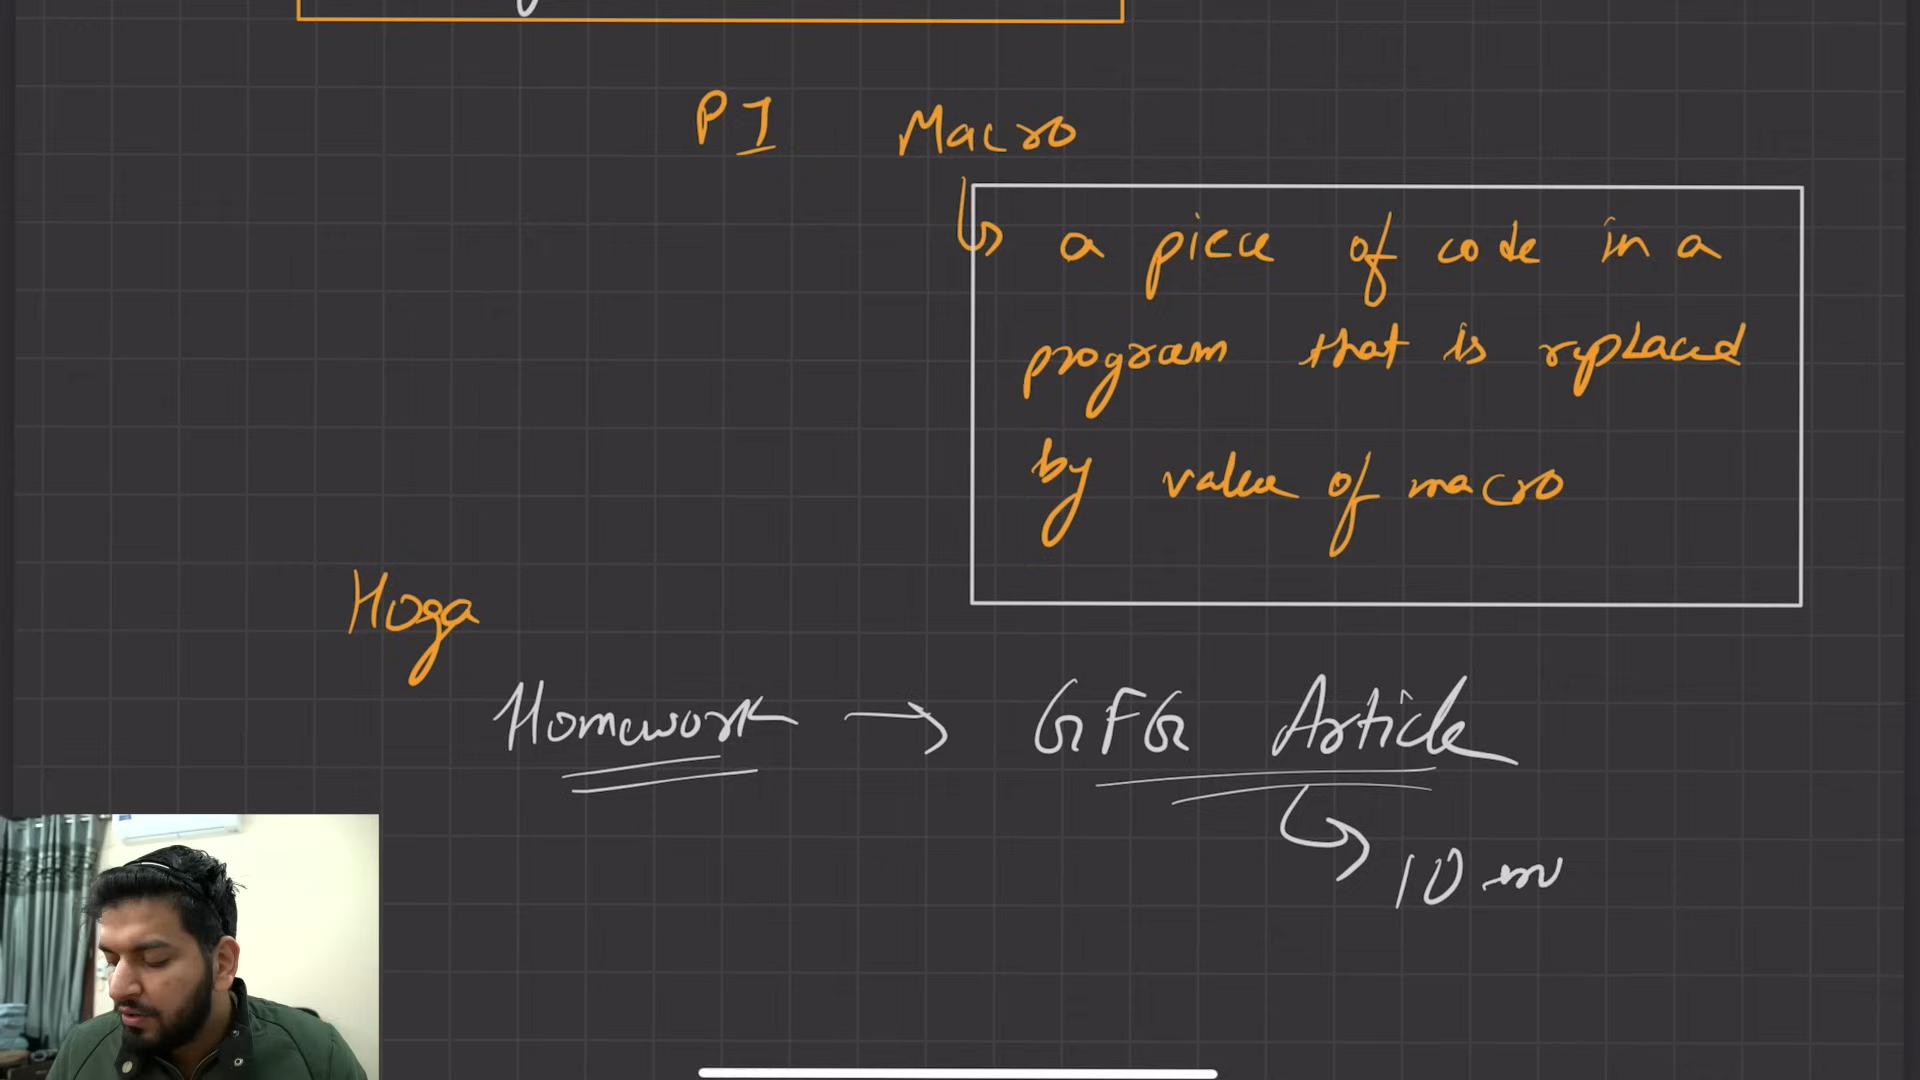 PI Macro
a piece of code in a
program that is replaced
by value of macro
Hoga
Homework → GFG Article
10 m